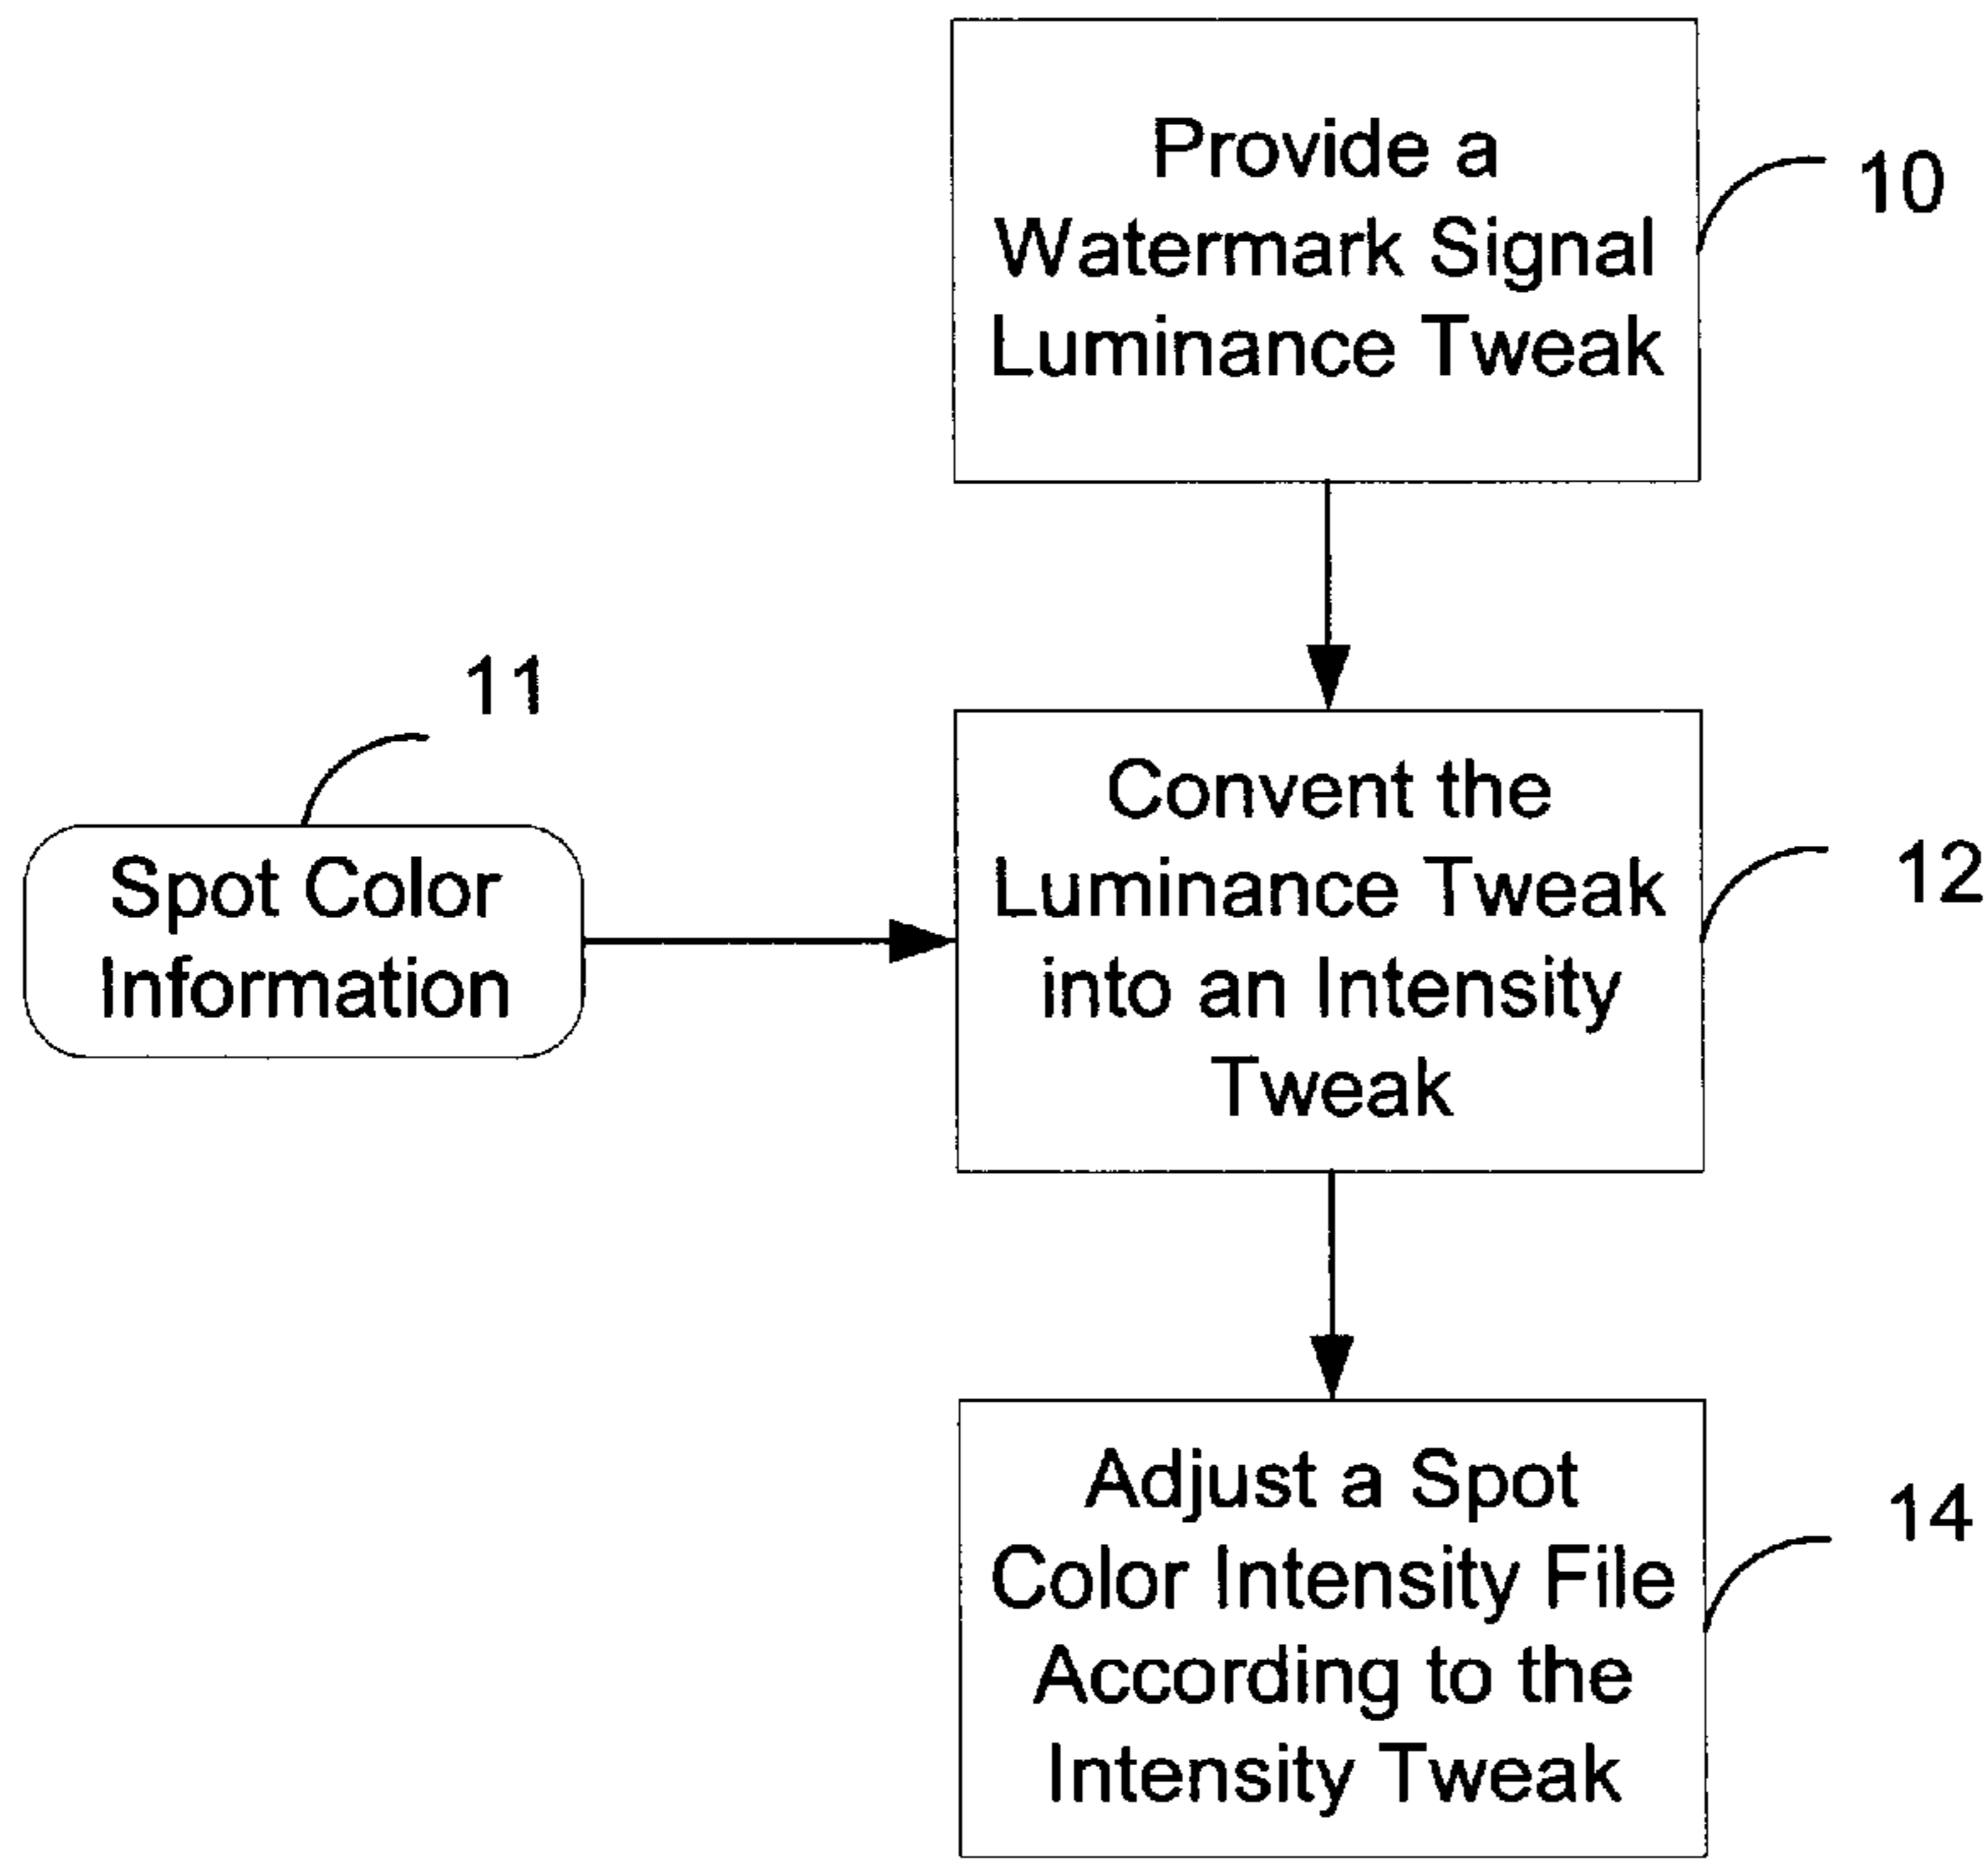 Provide a
Watermark Signal
Luminance Tweak
10
11
Spot Color
Information
Convent the
Luminance Tweak
into an Intensity
Tweak
12
Adjust a Spot
Color Intensity File
According to the
Intensity Tweak
14